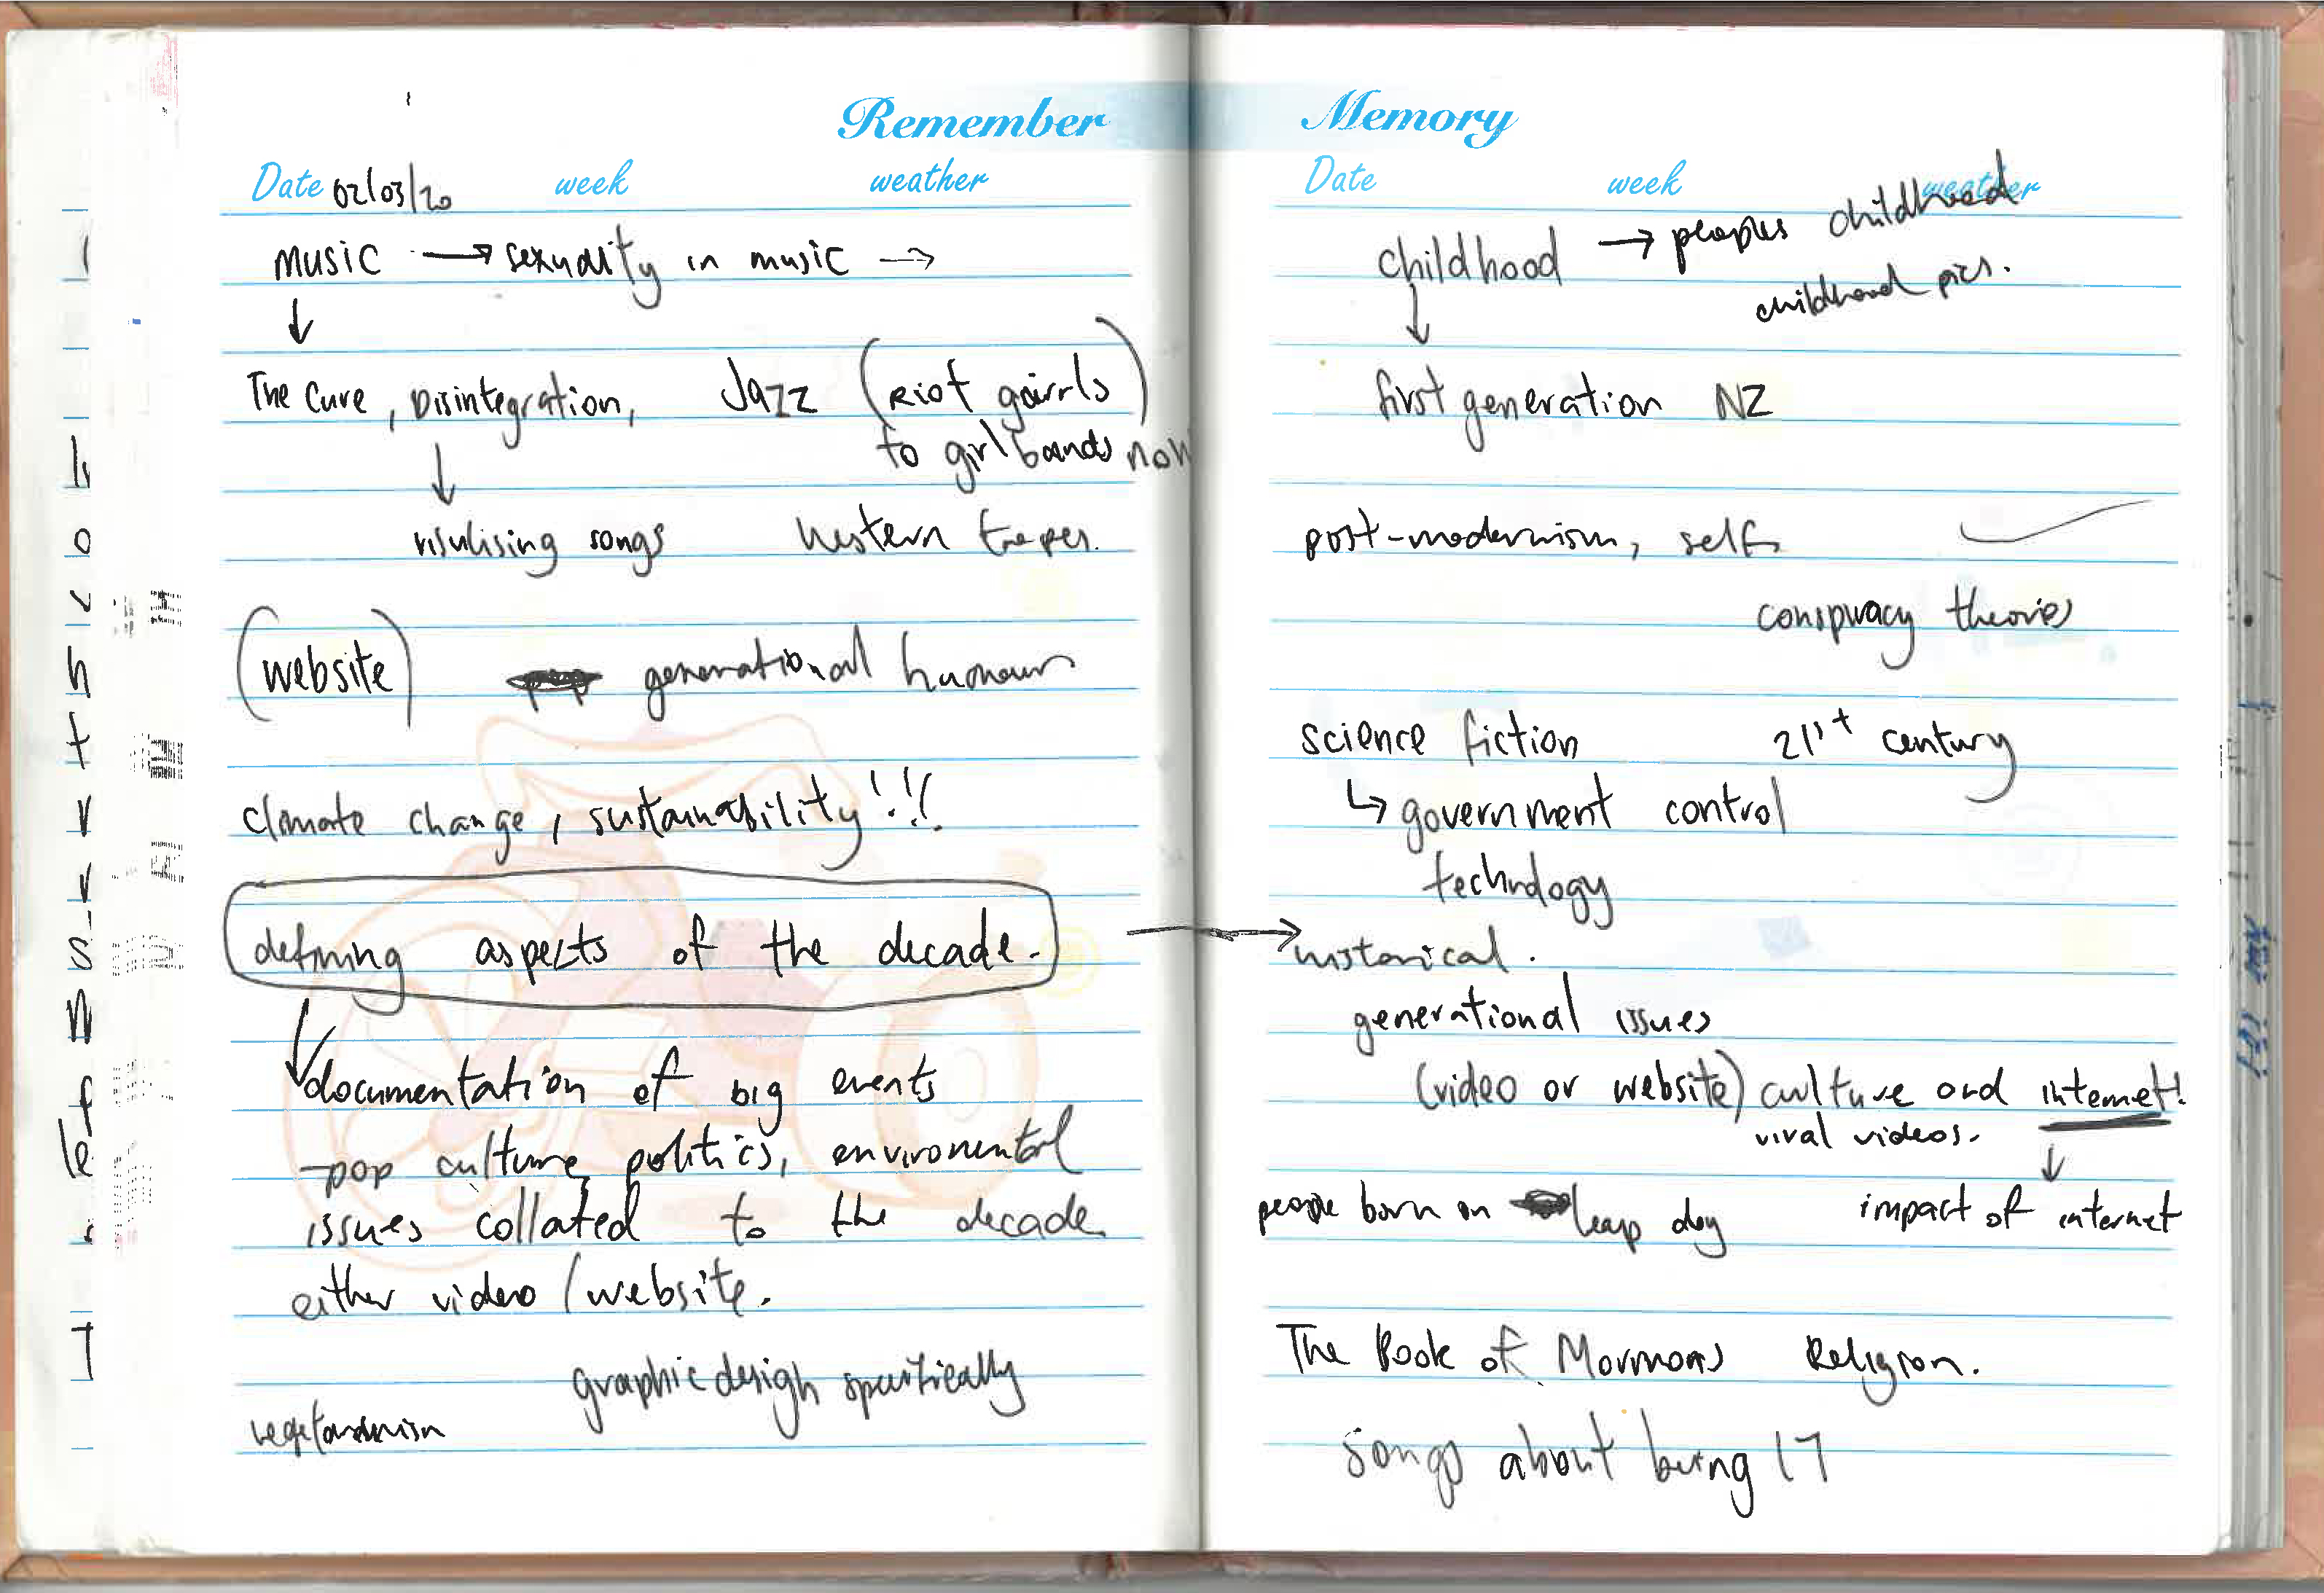 Remember
Date 02/03/20 week weather
music → sexuality in music →
↓
The Cure, Disintegration, Jazz (Riot gairrls)
to girl bands now
↓
visulising songs Western
(website) generational humour
climate change, sustainability!!!
defining aspects of the decade. →
documentation of big events
-pop culture, politics, enviromental
issues collated to the decade
either video/website.
graphic design specifically
Memory
Date week weather
childhood → peoples childhood
childhood pics.
↓
first generation NZ
post-modernism, self
conspiracy theories
science fiction 21st century
↳ government control
technology
historical.
generational issues
(video or website) culture and internet!
viral videos.
↓
people born on leap day impact of internet
The Book of Mormons Religion.
songs about being 17